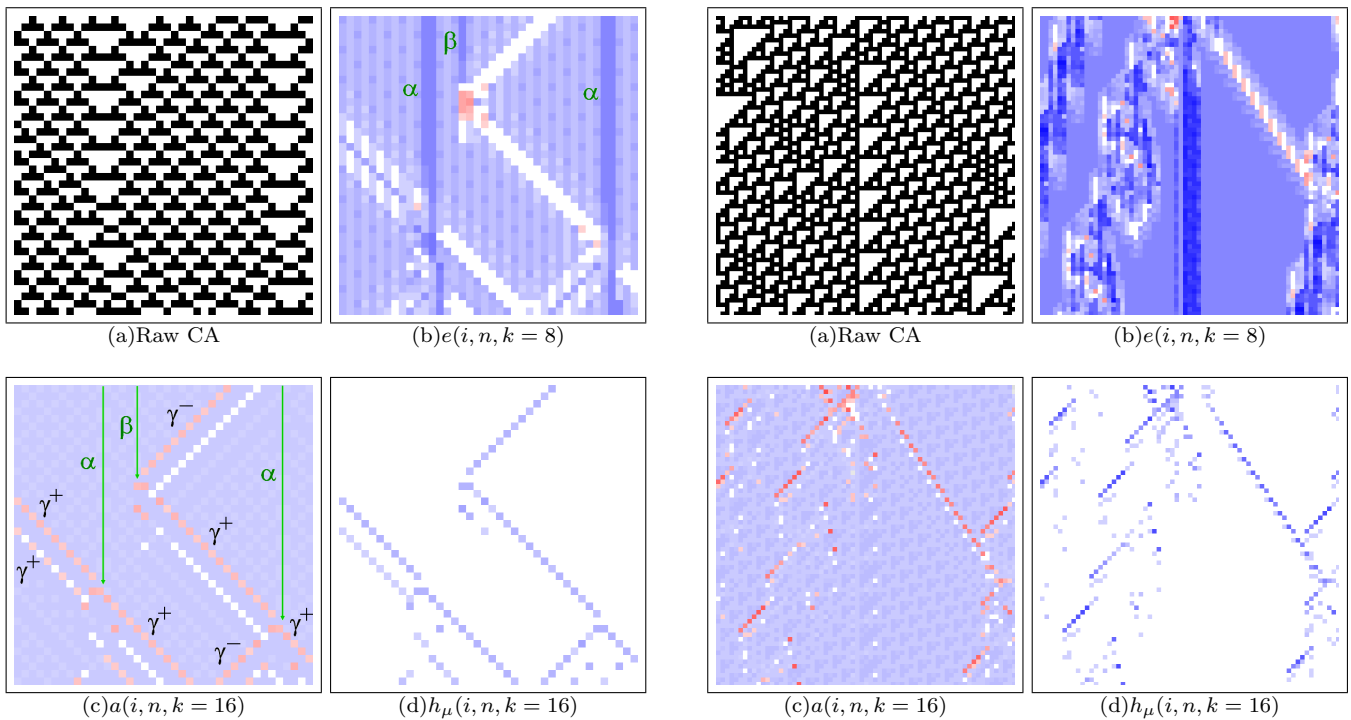 β
α
α
(a)Raw CA
(b)e(i, n, k = 8)
(a)Raw CA
(b)e(i, n, k = 8)
γ⁻
β
α
α
γ⁺
γ⁺
γ⁺
γ⁺
γ⁺
γ⁻
(c)a(i, n, k = 16)
(d)hμ(i, n, k = 16)
(c)a(i, n, k = 16)
(d)hμ(i, n, k = 16)